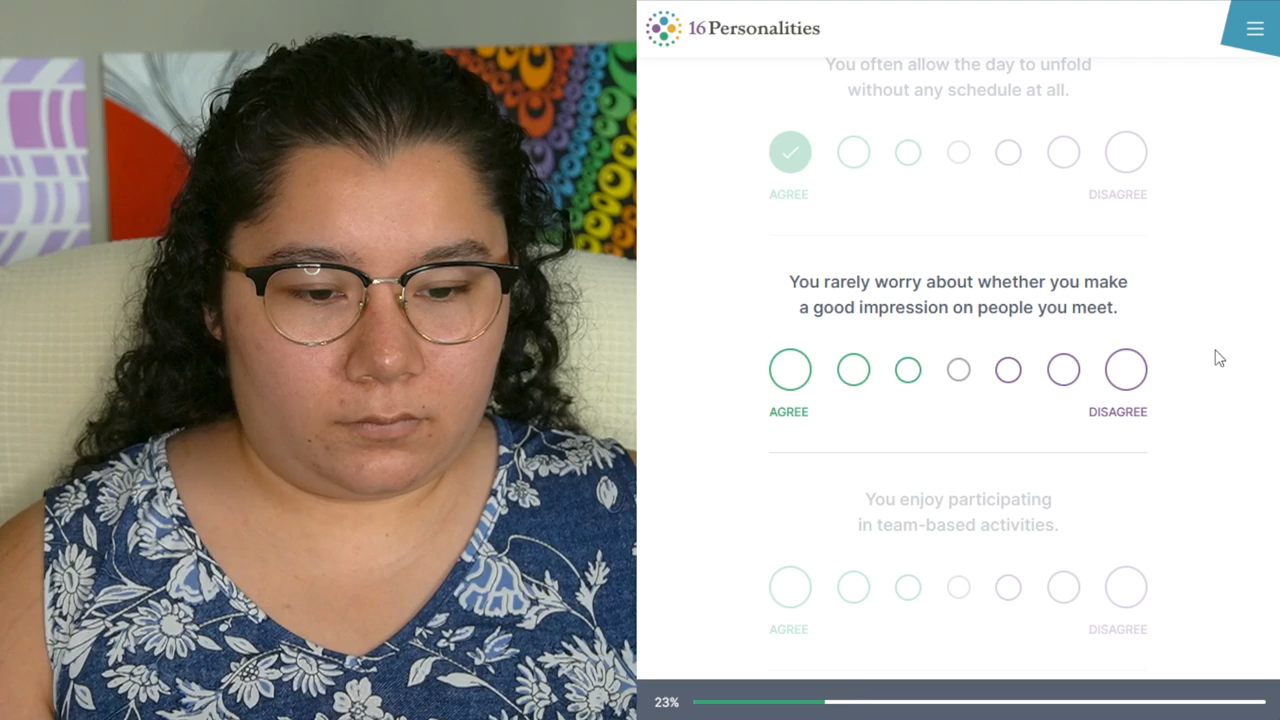 16Personalities
You often allow the day to unfold
without any schedule at all.
AGREE DISAGREE
You rarely worry about whether you make
a good impression on people you meet.
AGREE DISAGREE
You enjoy participating
in team-based activities.
AGREE DISAGREE
23%